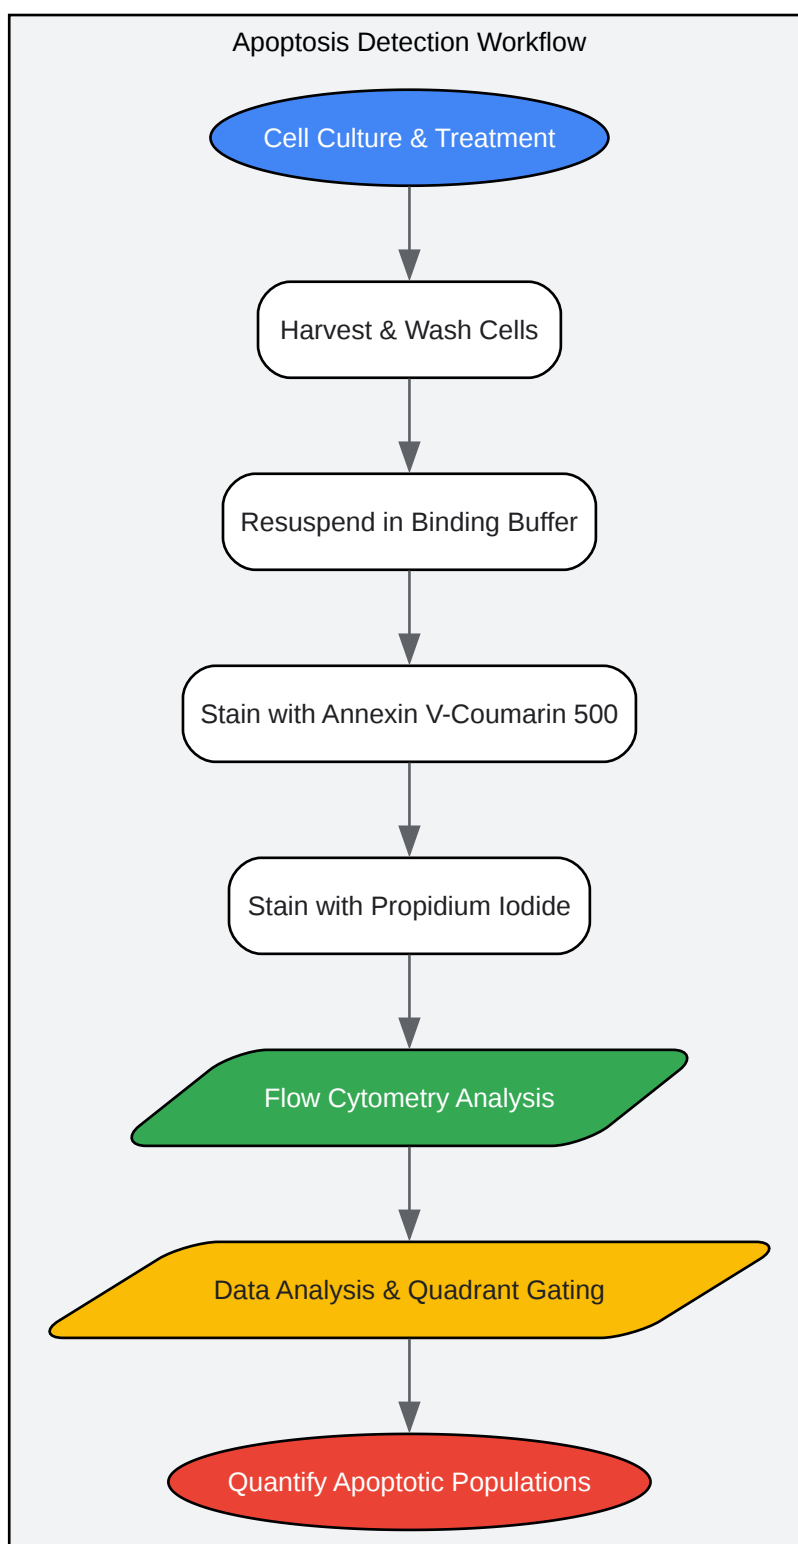 Apoptosis Detection Workflow
Cell Culture & Treatment
Harvest & Wash Cells
Resuspend in Binding Buffer
Stain with Annexin V-Coumarin 500
Stain with Propidium Iodide
Flow Cytometry Analysis
Data Analysis & Quadrant Gating
Quantify Apoptotic Populations